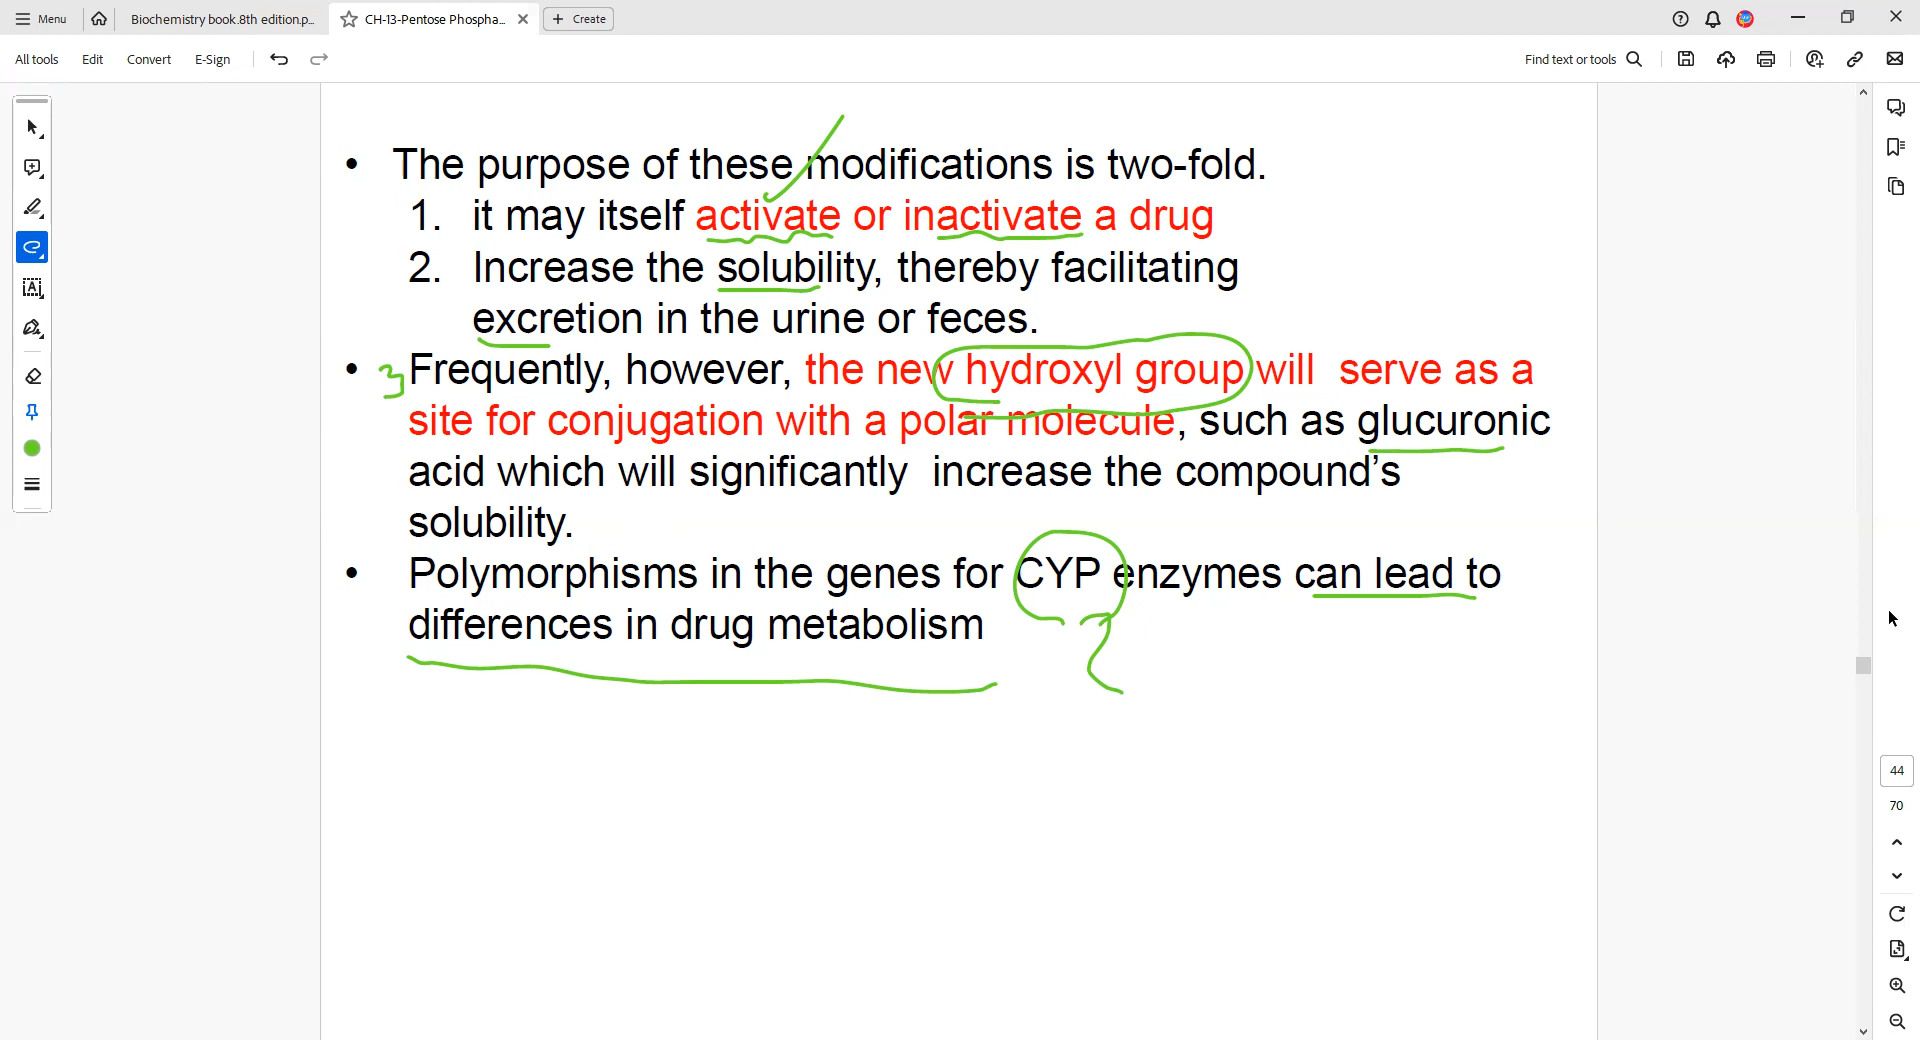 Menu
Biochemistry book.8th edition.p...
CH-13-Pentose Phospha...
Create
All tools
Edit
Convert
E-Sign
Find text or tools
• The purpose of these modifications is two-fold.
1. it may itself activate or inactivate a drug
2. Increase the solubility, thereby facilitating
excretion in the urine or feces.
• 3 Frequently, however, the new hydroxyl group will serve as a
site for conjugation with a polar molecule, such as glucuronic
acid which will significantly increase the compound’s
solubility.
• Polymorphisms in the genes for CYP enzymes can lead to
differences in drug metabolism
44
70